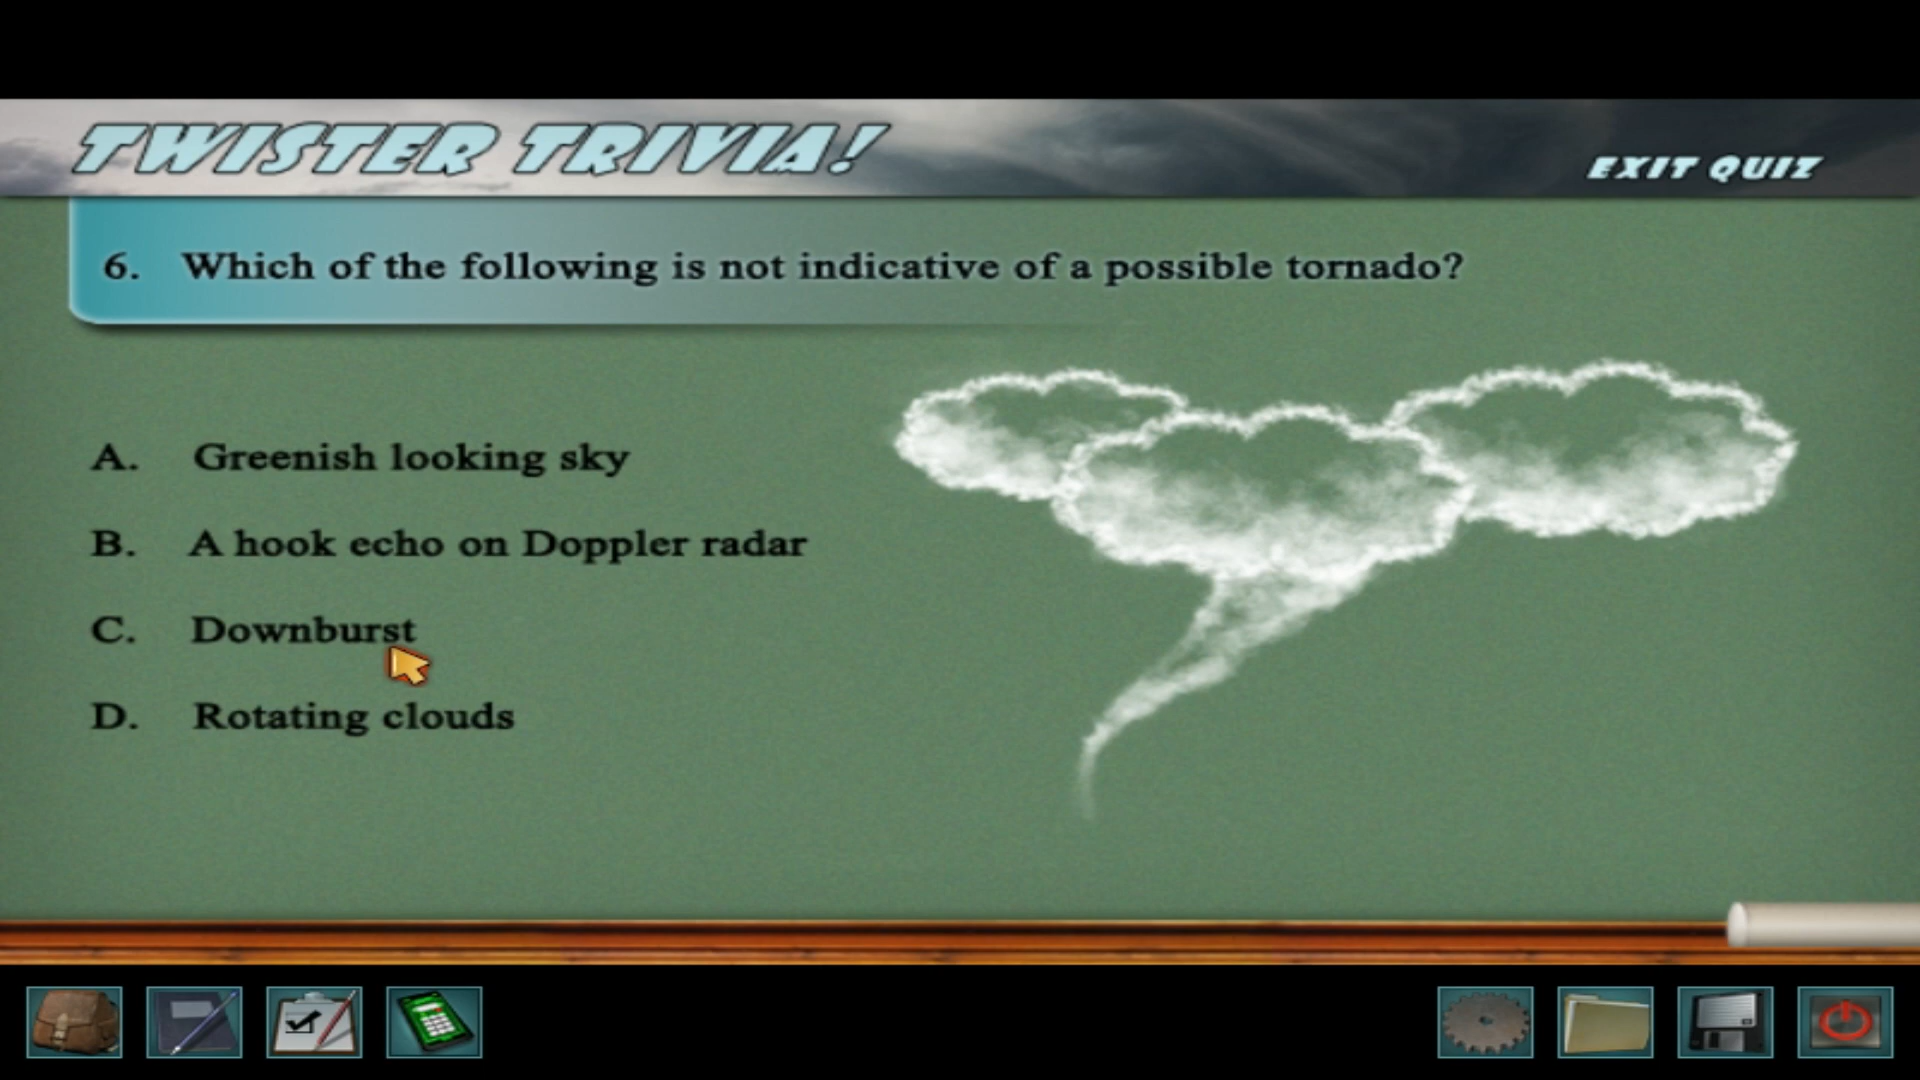 TWISTER TRIVIA!
EXIT QUIZ
6. Which of the following is not indicative of a possible tornado?
A. Greenish looking sky
B. A hook echo on Doppler radar
C. Downburst
D. Rotating clouds